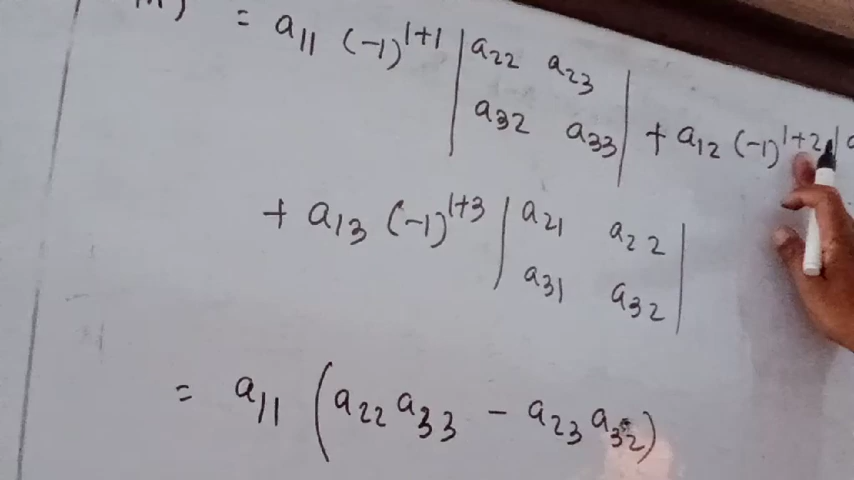 = a₁₁ (-1)¹⁺¹ | a₂₂ a₂₃
a₃₂ a₃₃ | + a₁₂ (-1)¹⁺² |
+ a₁₃ (-1)¹⁺³ | a₂₁ a₂₂
a₃₁ a₃₂ |
= a₁₁ (a₂₂ a₃₃ - a₂₃ a₃₂)